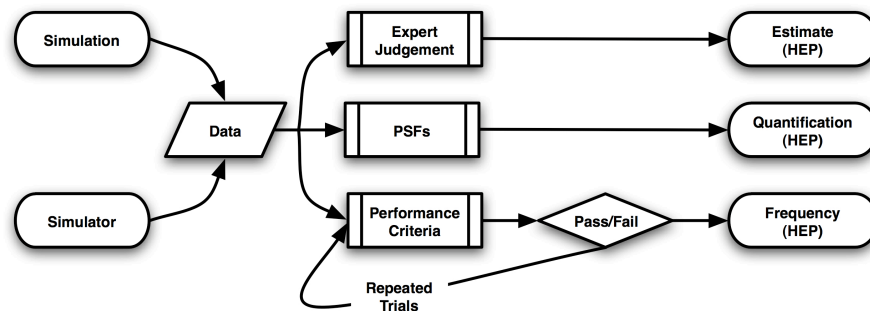 Simulation
Expert
Judgement
Estimate
(HEP)
Data
PSFs
Quantification
(HEP)
Simulator
Performance
Criteria
Pass/Fail
Frequency
(HEP)
Repeated
Trials